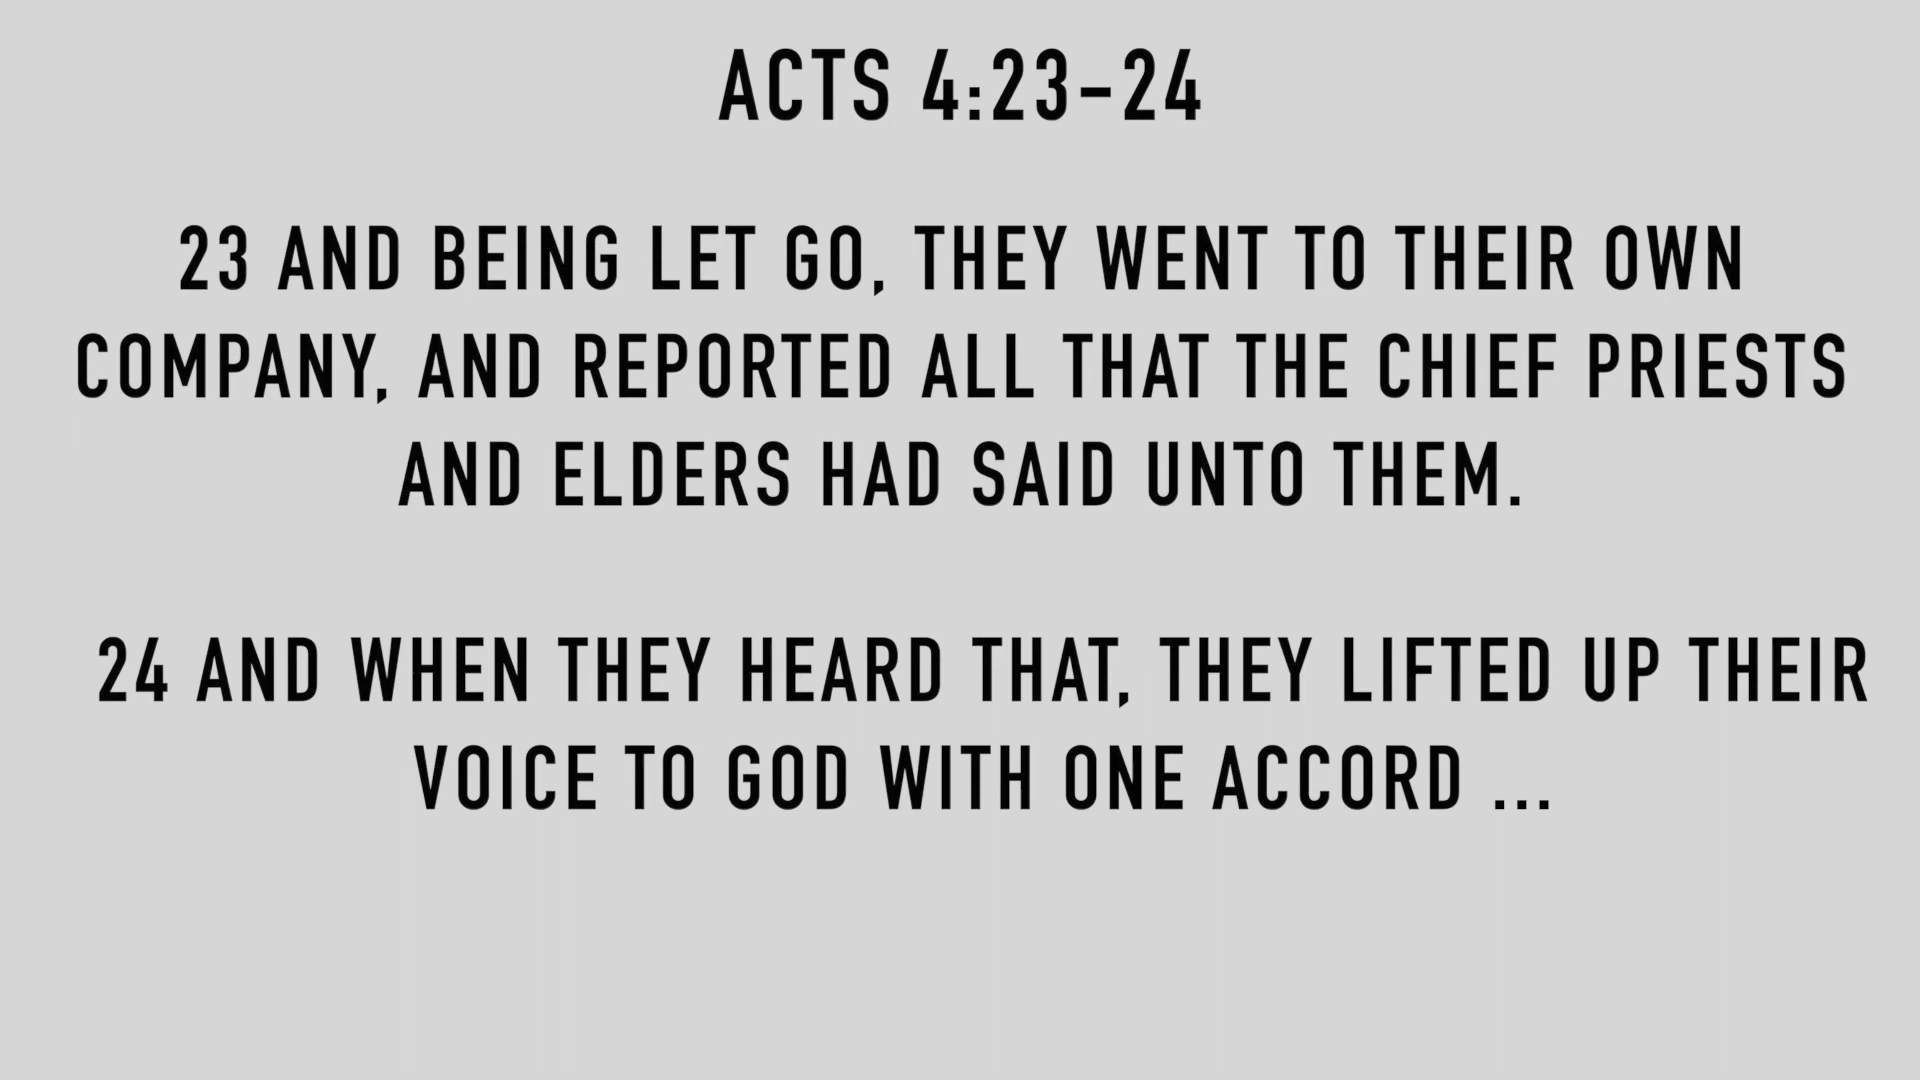 ACTS 4:23-24
23 AND BEING LET GO, THEY WENT TO THEIR OWN
COMPANY, AND REPORTED ALL THAT THE CHIEF PRIESTS
AND ELDERS HAD SAID UNTO THEM.
24 AND WHEN THEY HEARD THAT, THEY LIFTED UP THEIR
VOICE TO GOD WITH ONE ACCORD ...